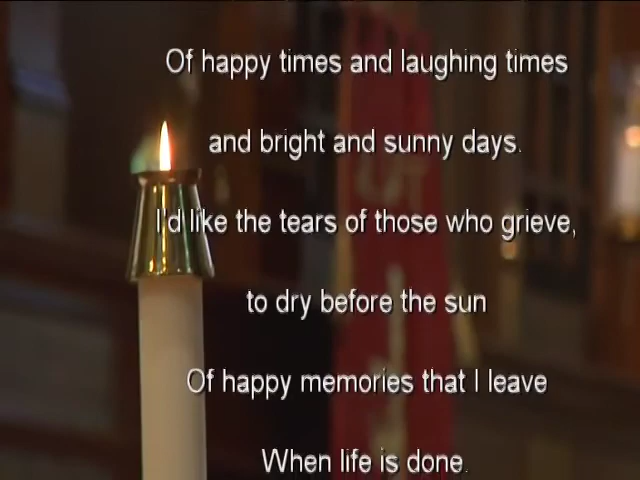 Of happy times and laughing times
and bright and sunny days.
I'd like the tears of those who grieve,
to dry before the sun
Of happy memories that I leave
When life is done.